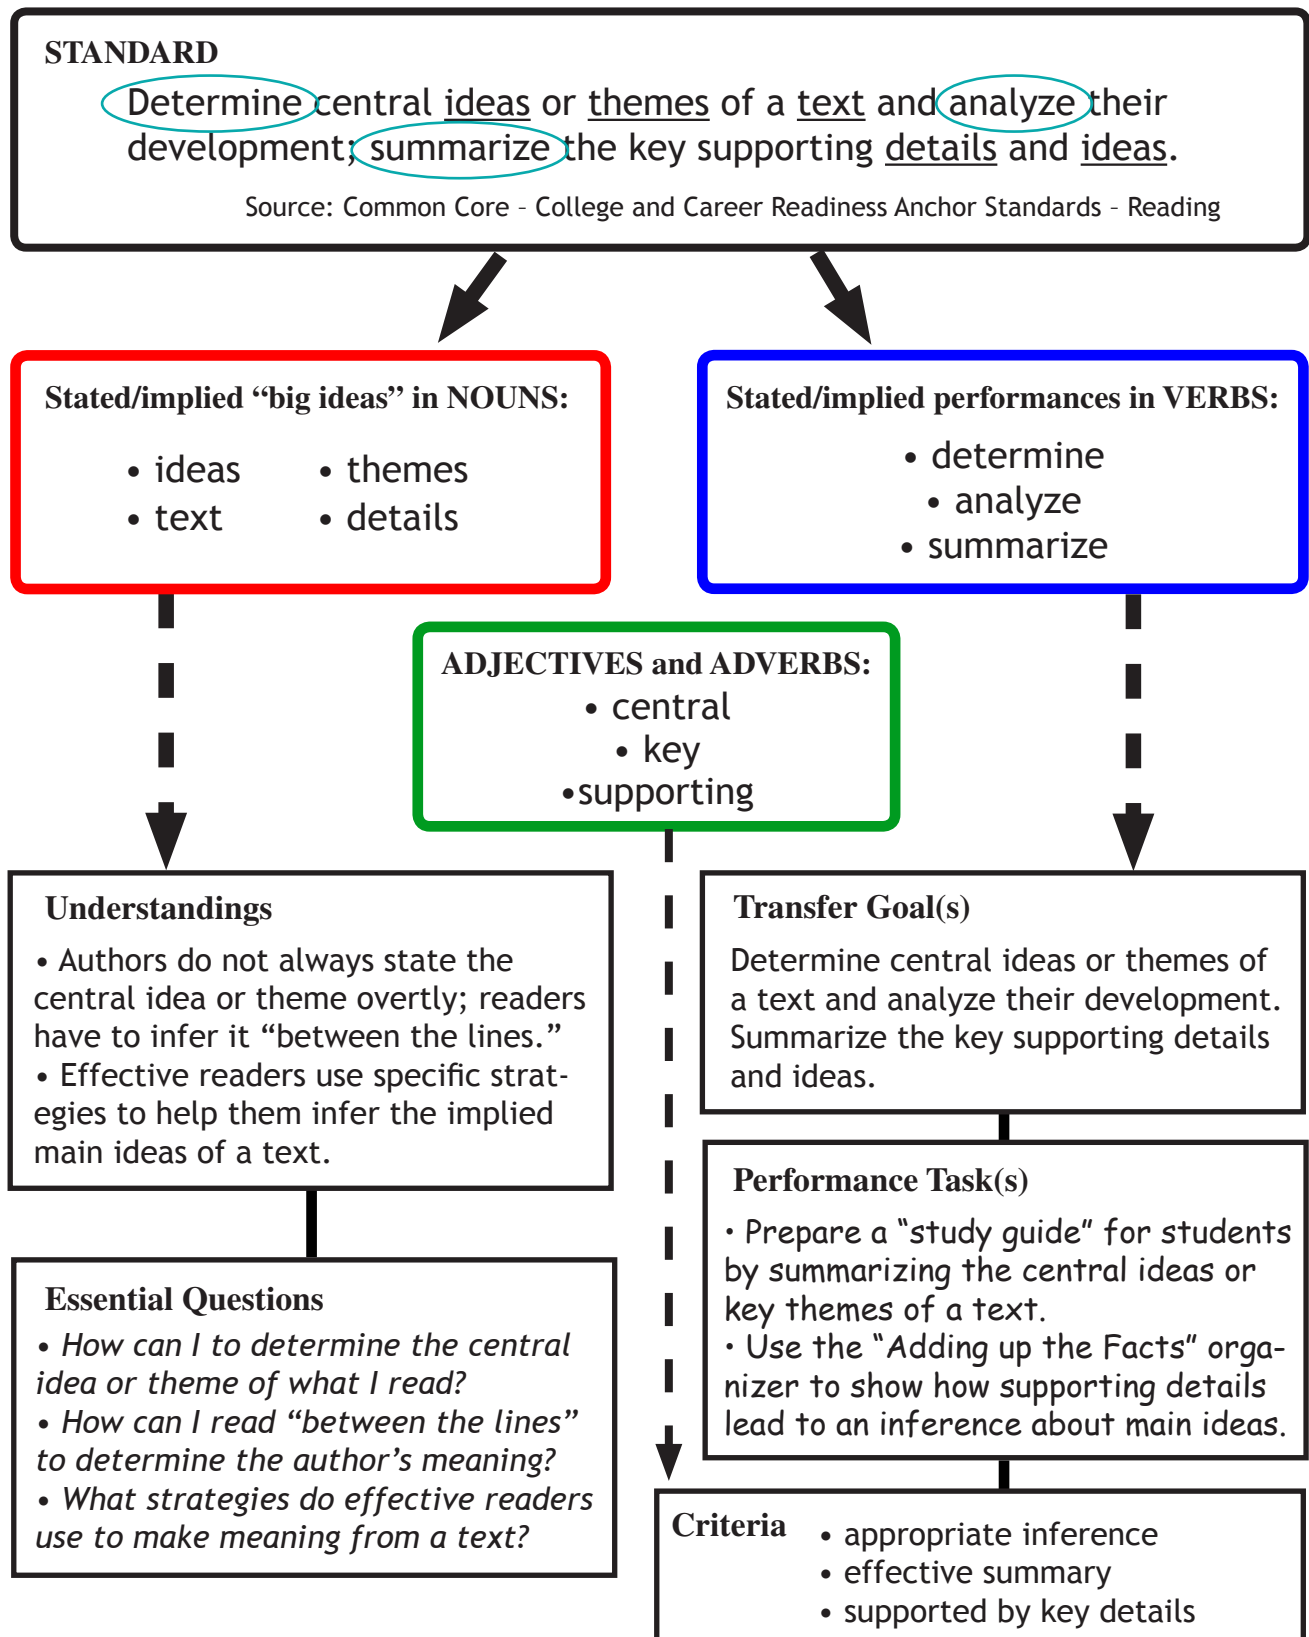 STANDARD
Determine central ideas or themes of a text and analyze their
development; summarize the key supporting details and ideas.
Source: Common Core – College and Career Readiness Anchor Standards – Reading
Stated/implied “big ideas” in NOUNS:
• ideas • themes
• text • details
Stated/implied performances in VERBS:
• determine
• analyze
• summarize
ADJECTIVES and ADVERBS:
• central
• key
•supporting
Understandings
• Authors do not always state the
central idea or theme overtly; readers
have to infer it “between the lines.”
• Effective readers use specific strat-
egies to help them infer the implied
main ideas of a text.
Essential Questions
• How can I to determine the central
idea or theme of what I read?
• How can I read “between the lines”
to determine the author’s meaning?
• What strategies do effective readers
use to make meaning from a text?
Transfer Goal(s)
Determine central ideas or themes of
a text and analyze their development.
Summarize the key supporting details
and ideas.
Performance Task(s)
• Prepare a “study guide” for students
by summarizing the central ideas or
key themes of a text.
• Use the “Adding up the Facts” orga-
nizer to show how supporting details
lead to an inference about main ideas.
Criteria • appropriate inference
• effective summary
• supported by key details